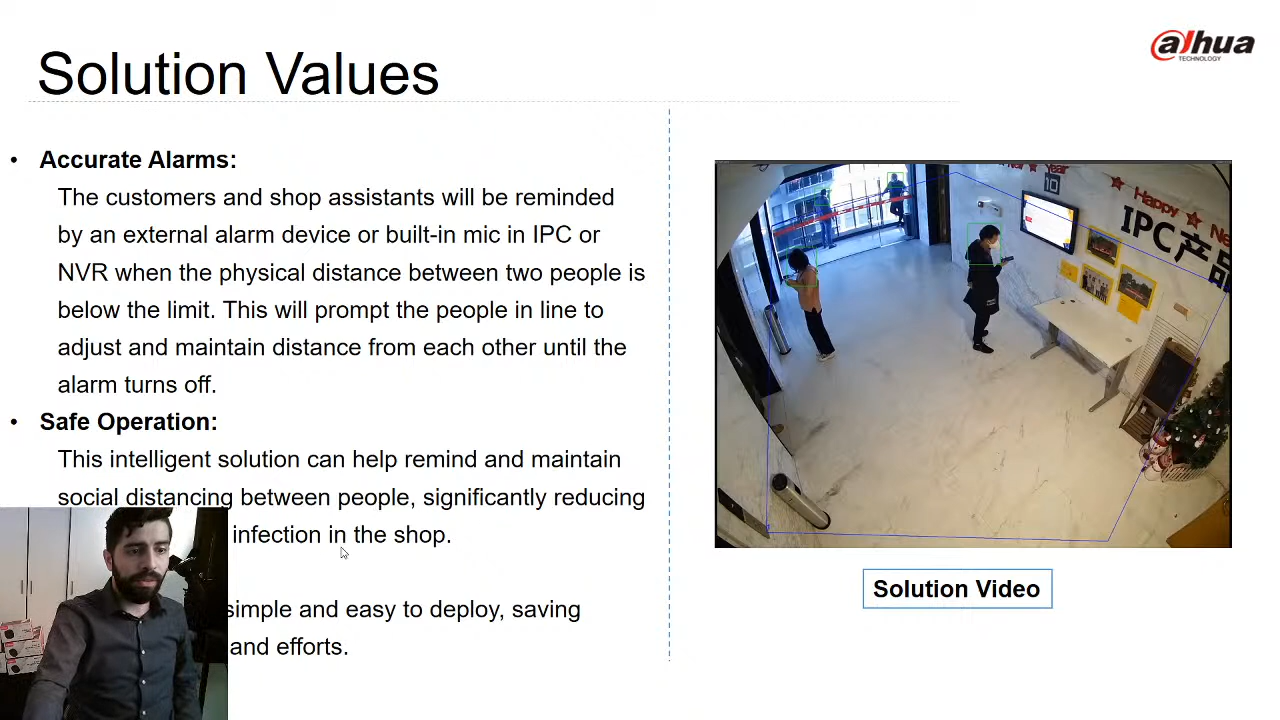 Solution Values
alhua
TECHNOLOGY
• Accurate Alarms:
The customers and shop assistants will be reminded
by an external alarm device or built-in mic in IPC or
NVR when the physical distance between two people is
below the limit. This will prompt the people in line to
adjust and maintain distance from each other until the
alarm turns off.
• Safe Operation:
This intelligent solution can help remind and maintain
social distancing between people, significantly reducing
infection in the shop.
simple and easy to deploy, saving
and efforts.
Year
Happy Ne
IPC产品
Solution Video